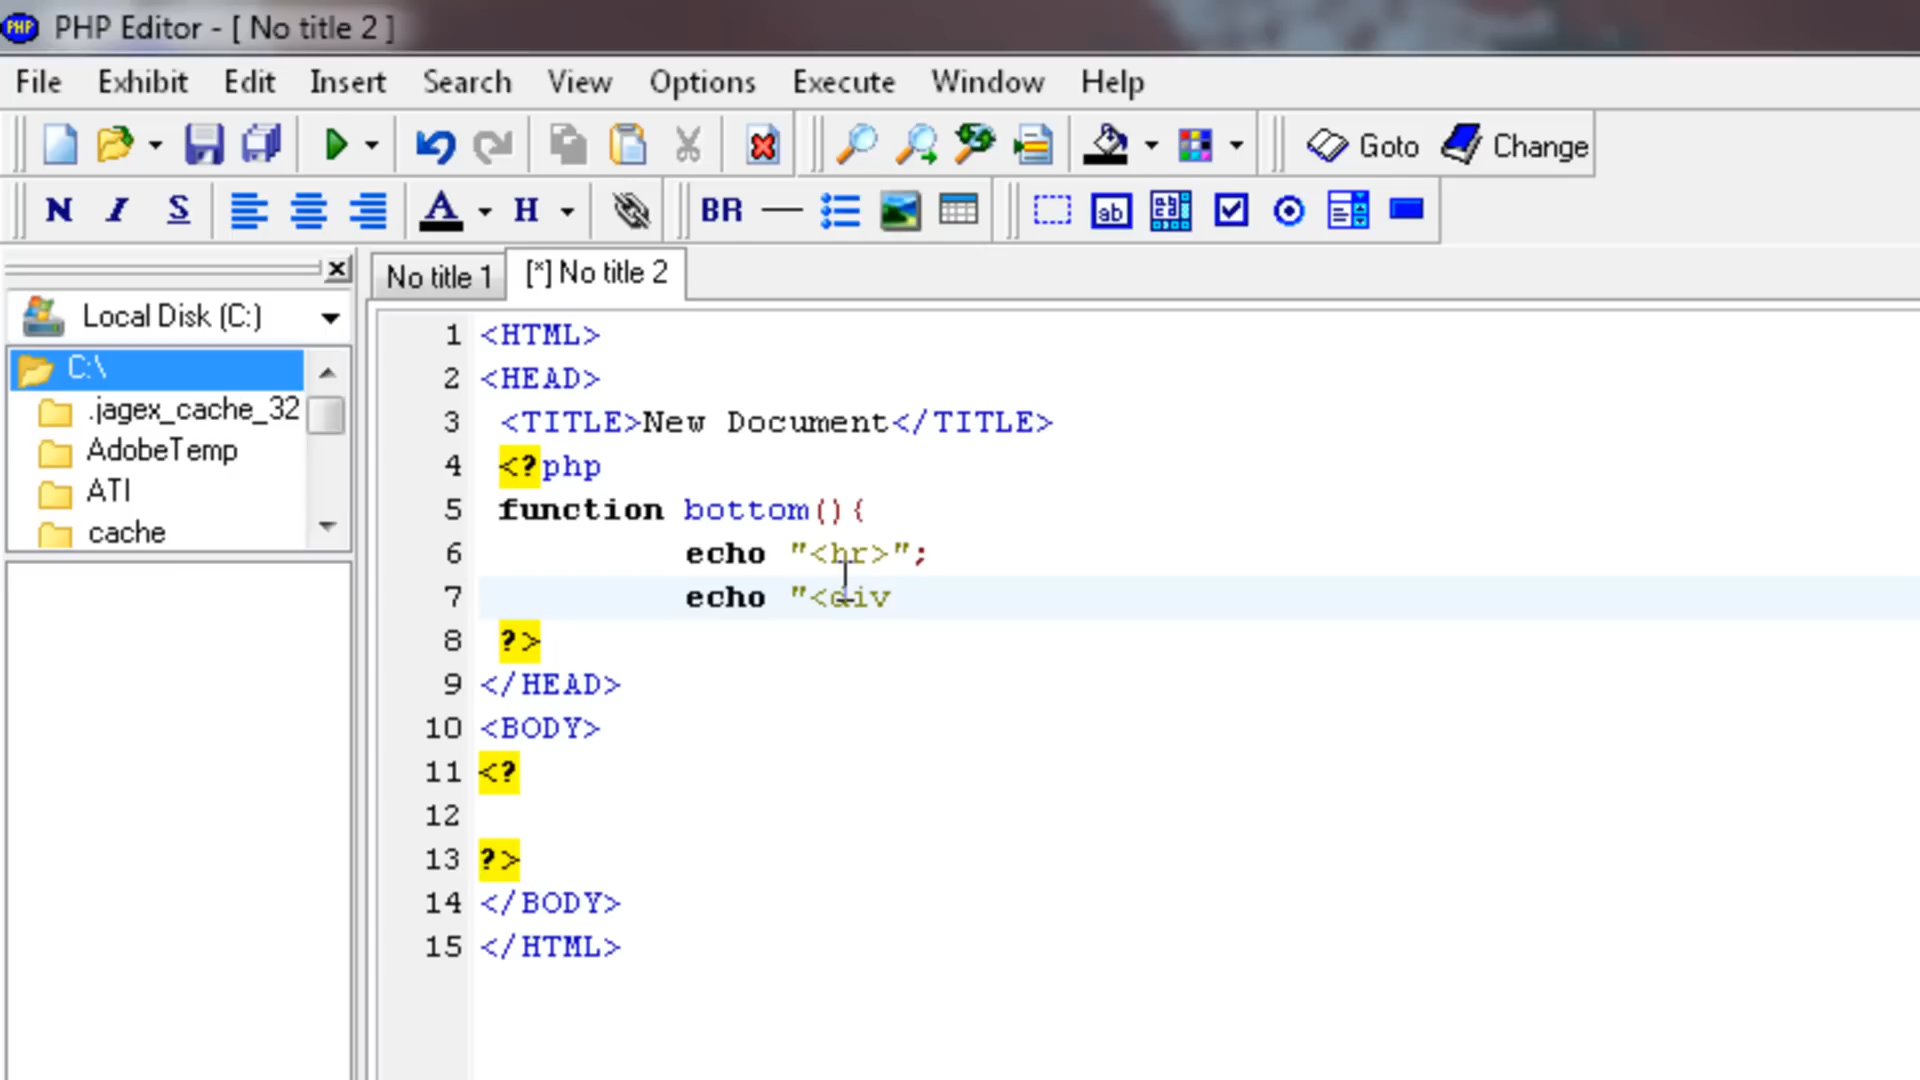 PHP Editor - [ No title 2 ]
File Exhibit Edit Insert Search View Options Execute Window Help
Goto Change
N I S A H BR ab
Local Disk (C:)
No title 1 [*] No title 2
C:\
.jagex_cache_32
AdobeTemp
ATI
cache
1 <HTML>
2 <HEAD>
3 <TITLE>New Document</TITLE>
4 <?php
5 function bottom(){
6 echo "<hr>";
7 echo "<div
8 ?>
9 </HEAD>
10 <BODY>
11 <?
12
13 ?>
14 </BODY>
15 </HTML>